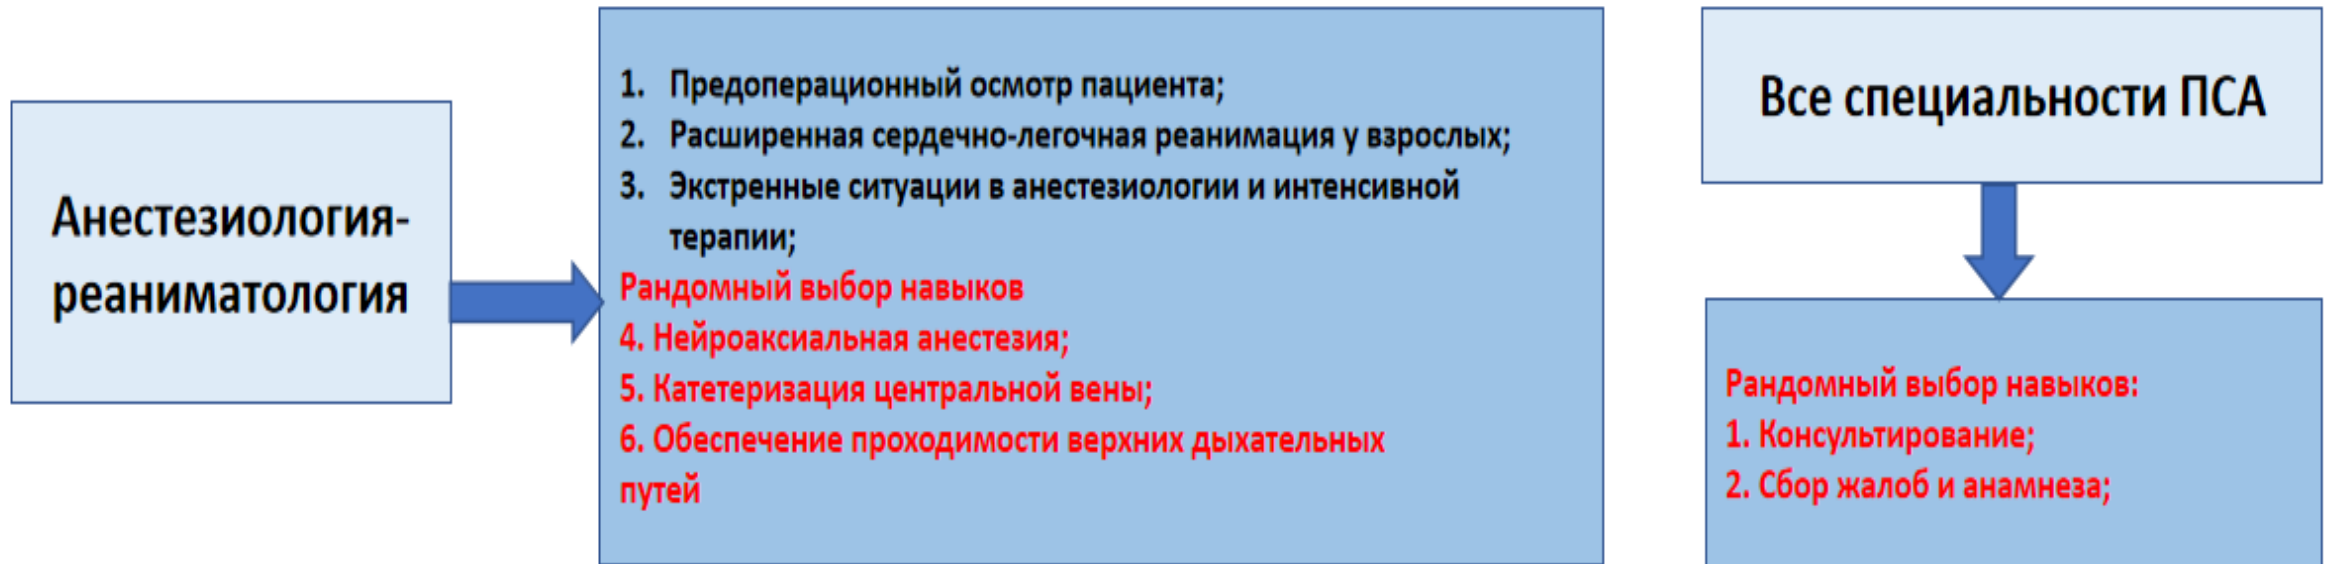 Анестезиология-
реаниматология
1. Предоперационный осмотр пациента;
2. Расширенная сердечно-легочная реанимация у взрослых;
3. Экстренные ситуации в анестезиологии и интенсивной
терапии;
Рандомный выбор навыков
4. Нейроаксиальная анестезия;
5. Катетеризация центральной вены;
6. Обеспечение проходимости верхних дыхательных
путей
Все специальности ПСА
Рандомный выбор навыков:
1. Консультирование;
2. Сбор жалоб и анамнеза;